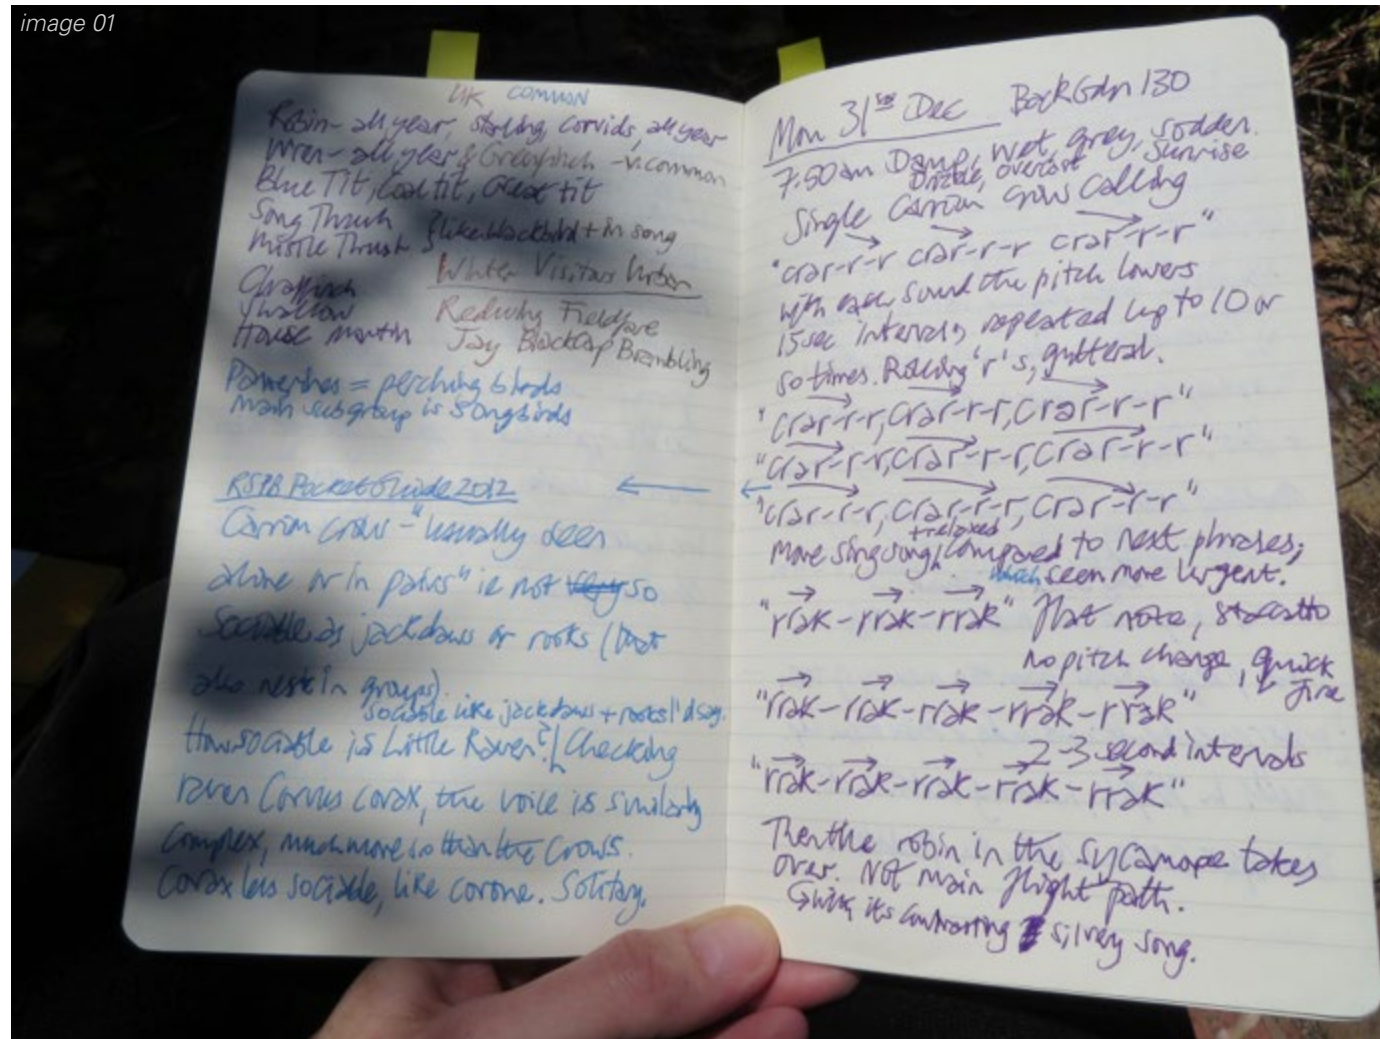 image 01
UK COMMON
Robin - all year, starling, corvids, all year
Wren - all year & Greenfinch - v. common
Blue Tit, Coal tit, Great tit
Song Thrush
Mistle Thrush { like blackbird + in song
Winter Visitors Urban
Chaffinch
Swallow
House martin
Redwing Fieldfare
Jay BlackCap Brambling
Passerines = perching birds
main subgroup is songbirds
RSPB Pocket Guide 2012 ←
Carrion crow - "usually seen
alone or in pairs" ie not very so
sociable as jackdaws or rooks (that
also nest in groups).
sociable like jackdaws + rooks I'd say.
How sociable is Little Raven? Checking
raven Corvus corax, the voice is similarly
complex, much more so than the crows.
Corax less sociable, like corone. Solitary.
Mon 31st Dec Back Gdn 130
7.50am Damp, wet, grey, sodden.
Drizzle, overcast Sunrise
Single Carrion Crow Calling
"crar-r-r crar-r-r crar-r-r"
with each sound the pitch lowers
15sec intervals, repeated up to 10 or
so times. Rolling 'r's, gutteral.
"crar-r-r, crar-r-r, crar-r-r"
"crar-r-r, crar-r-r, crar-r-r"
← "crar-r-r, crar-r-r, crar-r-r"
+ relaxed
More sing song, compared to next phrases;
which seem more urgent.
"rrak-rrak-rrak" flat note, staccato
no pitch change, quick
fire
"rrak-rrak-rrak-rrak-rrak"
2-3 second intervals
"rrak-rrak-rrak-rrak-rrak"
Then the robin in the sycamore takes
over. Not main flight path.
Giving its contrasting silvery song.